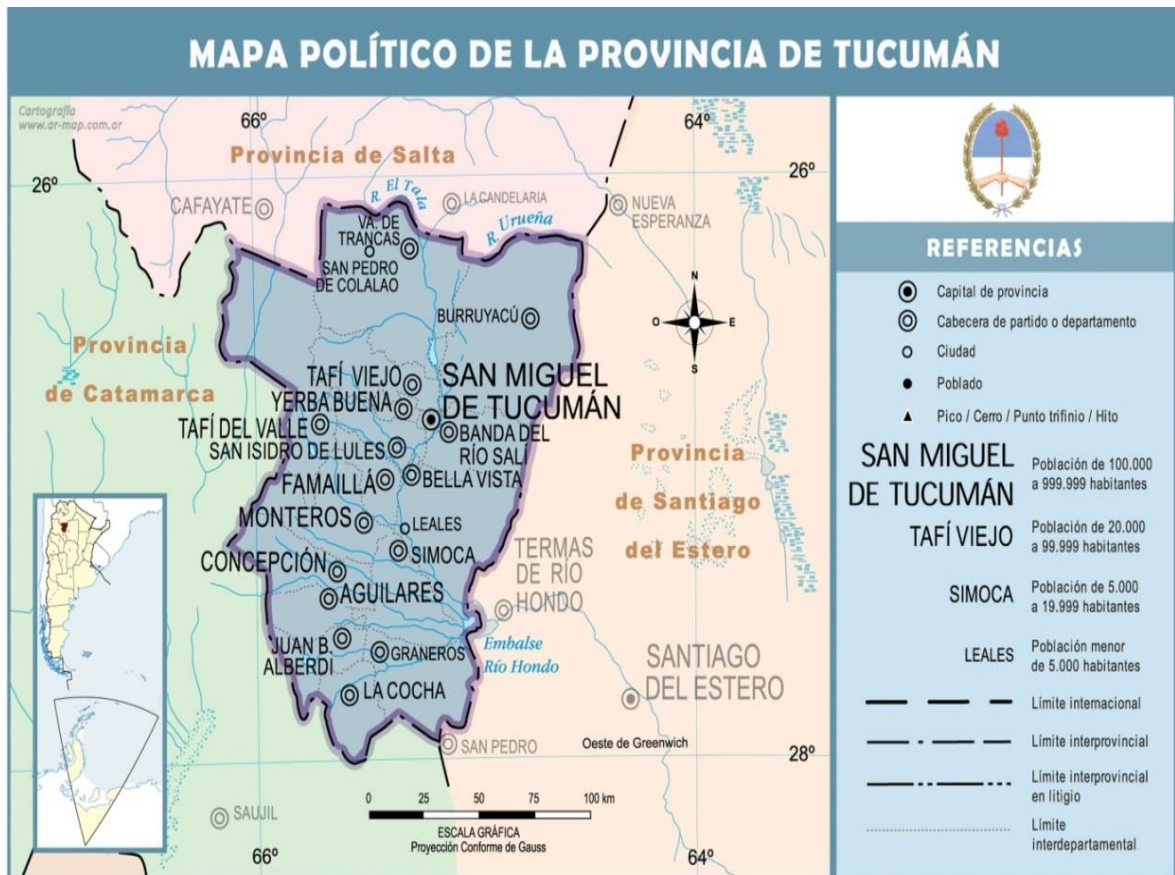 MAPA POLÍTICO DE LA PROVINCIA DE TUCUMÁN
Cartografía
www.ar-map.com.ar
66º
64º
Provincia de Salta
26º
26º
R. El Tala
LA CANDELARIA
CAFAYATE
NUEVA
ESPERANZA
VA. DE
TRANCAS
R. Urueña
SAN PEDRO
DE COLALAO
N
O
E
S
BURRUYACÚ
Provincia
de Catamarca
TAFÍ VIEJO
SAN MIGUEL
DE TUCUMÁN
YERBA BUENA
TAFÍ DEL VALLE
BANDA DEL
RÍO SALÍ
SAN ISIDRO DE LULES
Provincia
de Santiago
del Estero
FAMAILLÁ
BELLA VISTA
MONTEROS
LEALES
SIMOCA
CONCEPCIÓN
TERMAS
DE RÍO
HONDO
AGUILARES
JUAN B.
ALBERDI
GRANEROS
Embalse
Río Hondo
SANTIAGO
DEL ESTERO
LA COCHA
SAN PEDRO
Oeste de Greenwich
28º
SAUJIL
0 25 50 75 100 km
ESCALA GRÁFICA
Proyección Conforme de Gauss
66º
64º
REFERENCIAS
Capital de provincia
Cabecera de partido o departamento
Ciudad
Poblado
Pico / Cerro / Punto trifinio / Hito
SAN MIGUEL
DE TUCUMÁN
Población de 100.000
a 999.999 habitantes
TAFÍ VIEJO
Población de 20.000
a 99.999 habitantes
SIMOCA
Población de 5.000
a 19.999 habitantes
LEALES
Población menor
de 5.000 habitantes
Límite internacional
Límite interprovincial
Límite interprovincial
en litigio
Límite
interdepartamental